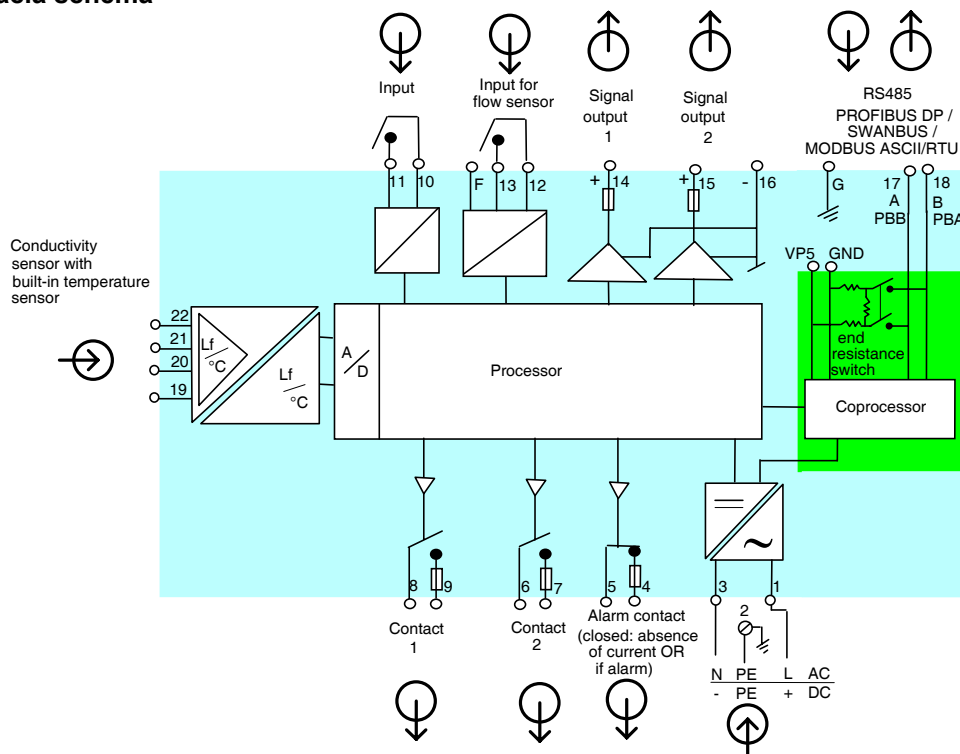 schema
Input
Input for
flow sensor
Signal
output
1
Signal
output
2
RS485
PROFIBUS DP /
SWANBUS /
MODBUS ASCII/RTU
11 10
F 13 12
+ 14
+ 15
- 16
G
17
A
PBB
18
B
PBA
VP5 GND
Conductivity
sensor with
built-in temperature
sensor
22
21
20
19
Lf
/
°C
Lf
/
°C
A
/
D
Processor
end
resistance
switch
Coprocessor
=
~
8 9
6 7
5 4
3 1
2
Contact
1
Contact
2
Alarm contact
(closed: absence
of current OR
if alarm)
N PE L AC
- PE + DC